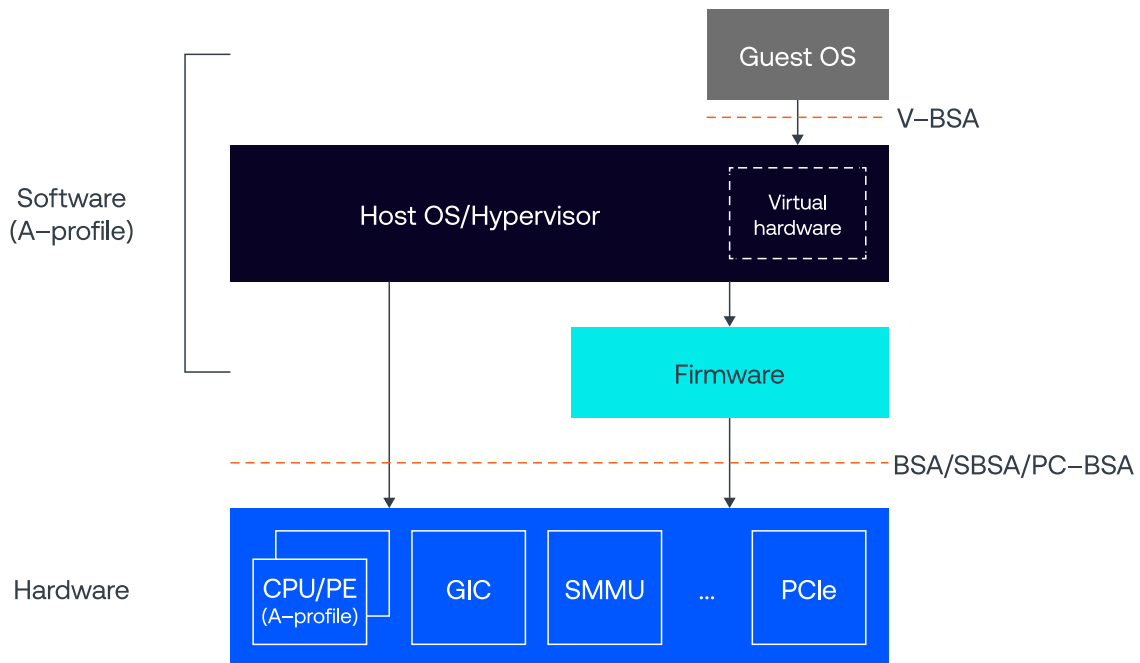 Guest OS
V–BSA
Software
(A–profile)
Host OS/Hypervisor
Virtual
hardware
Firmware
BSA/SBSA/PC–BSA
Hardware
CPU/PE
(A–profile)
GIC
SMMU
...
PCIe